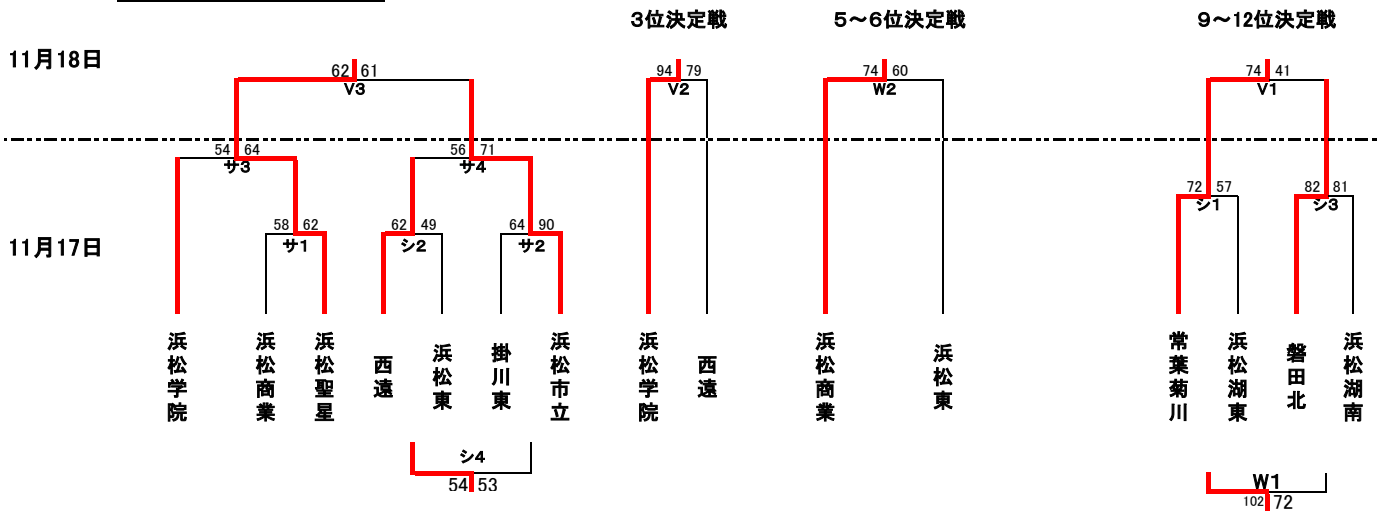 3位決定戦 5～6位決定戦 9～12位決定戦
11月18日
62 61 94 79 74 60 74 41
V3 V2 W2 V1
54 64 56 71
サ3 サ4
72 57 82 81
シ1 シ3
58 62 62 49 64 90
サ1 シ2 サ2
11月17日
浜松学院
浜松商業
浜松聖星
西遠
浜松東
掛川東
浜松市立
浜松学院
西遠
浜松商業
浜松東
常葉菊川
浜松湖東
磐田北
浜松湖南
シ4
54 53
W1
102 72